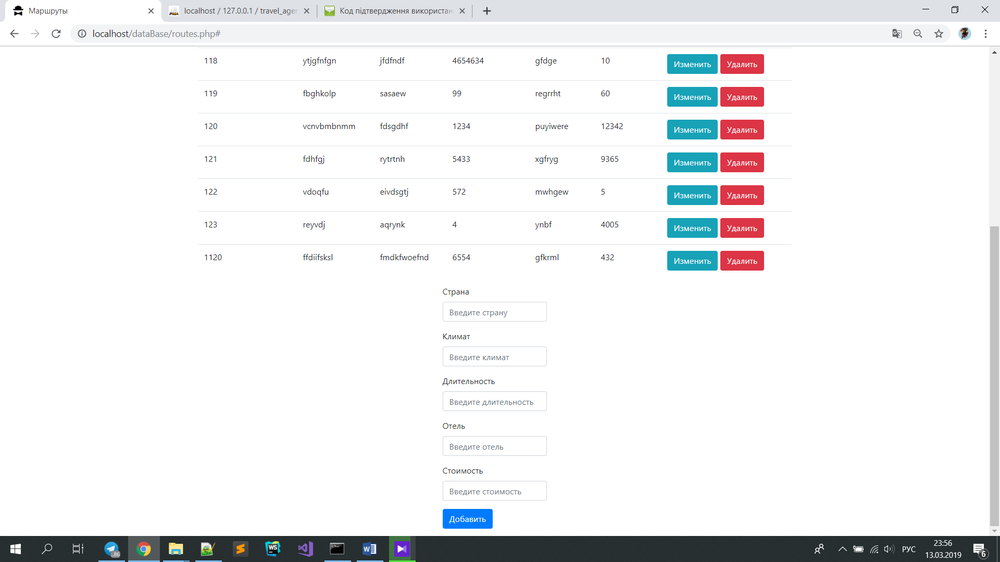 Маршруты
localhost / 127.0.0.1 / travel_age
Код підтвердження використан
localhost/dataBase/routes.php#
118 ytjgfnfgn jfdfndf 4654634 gfdge 10 Изменить Удалить
119 fbghkolp sasaew 99 regrrht 60 Изменить Удалить
120 vcnvbmbnmm fdsgdhf 1234 puyiwere 12342 Изменить Удалить
121 fdhfgj rytrtnh 5433 xgfryg 9365 Изменить Удалить
122 vdoqfu eivdsgtj 572 mwhgew 5 Изменить Удалить
123 reyvdj aqrynk 4 ynbf 4005 Изменить Удалить
1120 ffdiifsksl fmdkfwoefnd 6554 gfkrml 432 Изменить Удалить
Страна
Введите страну
Климат
Введите климат
Длительность
Введите длительность
Отель
Введите отель
Стоимость
Введите стоимость
Добавить
РУС
23:56
13.03.2019
6